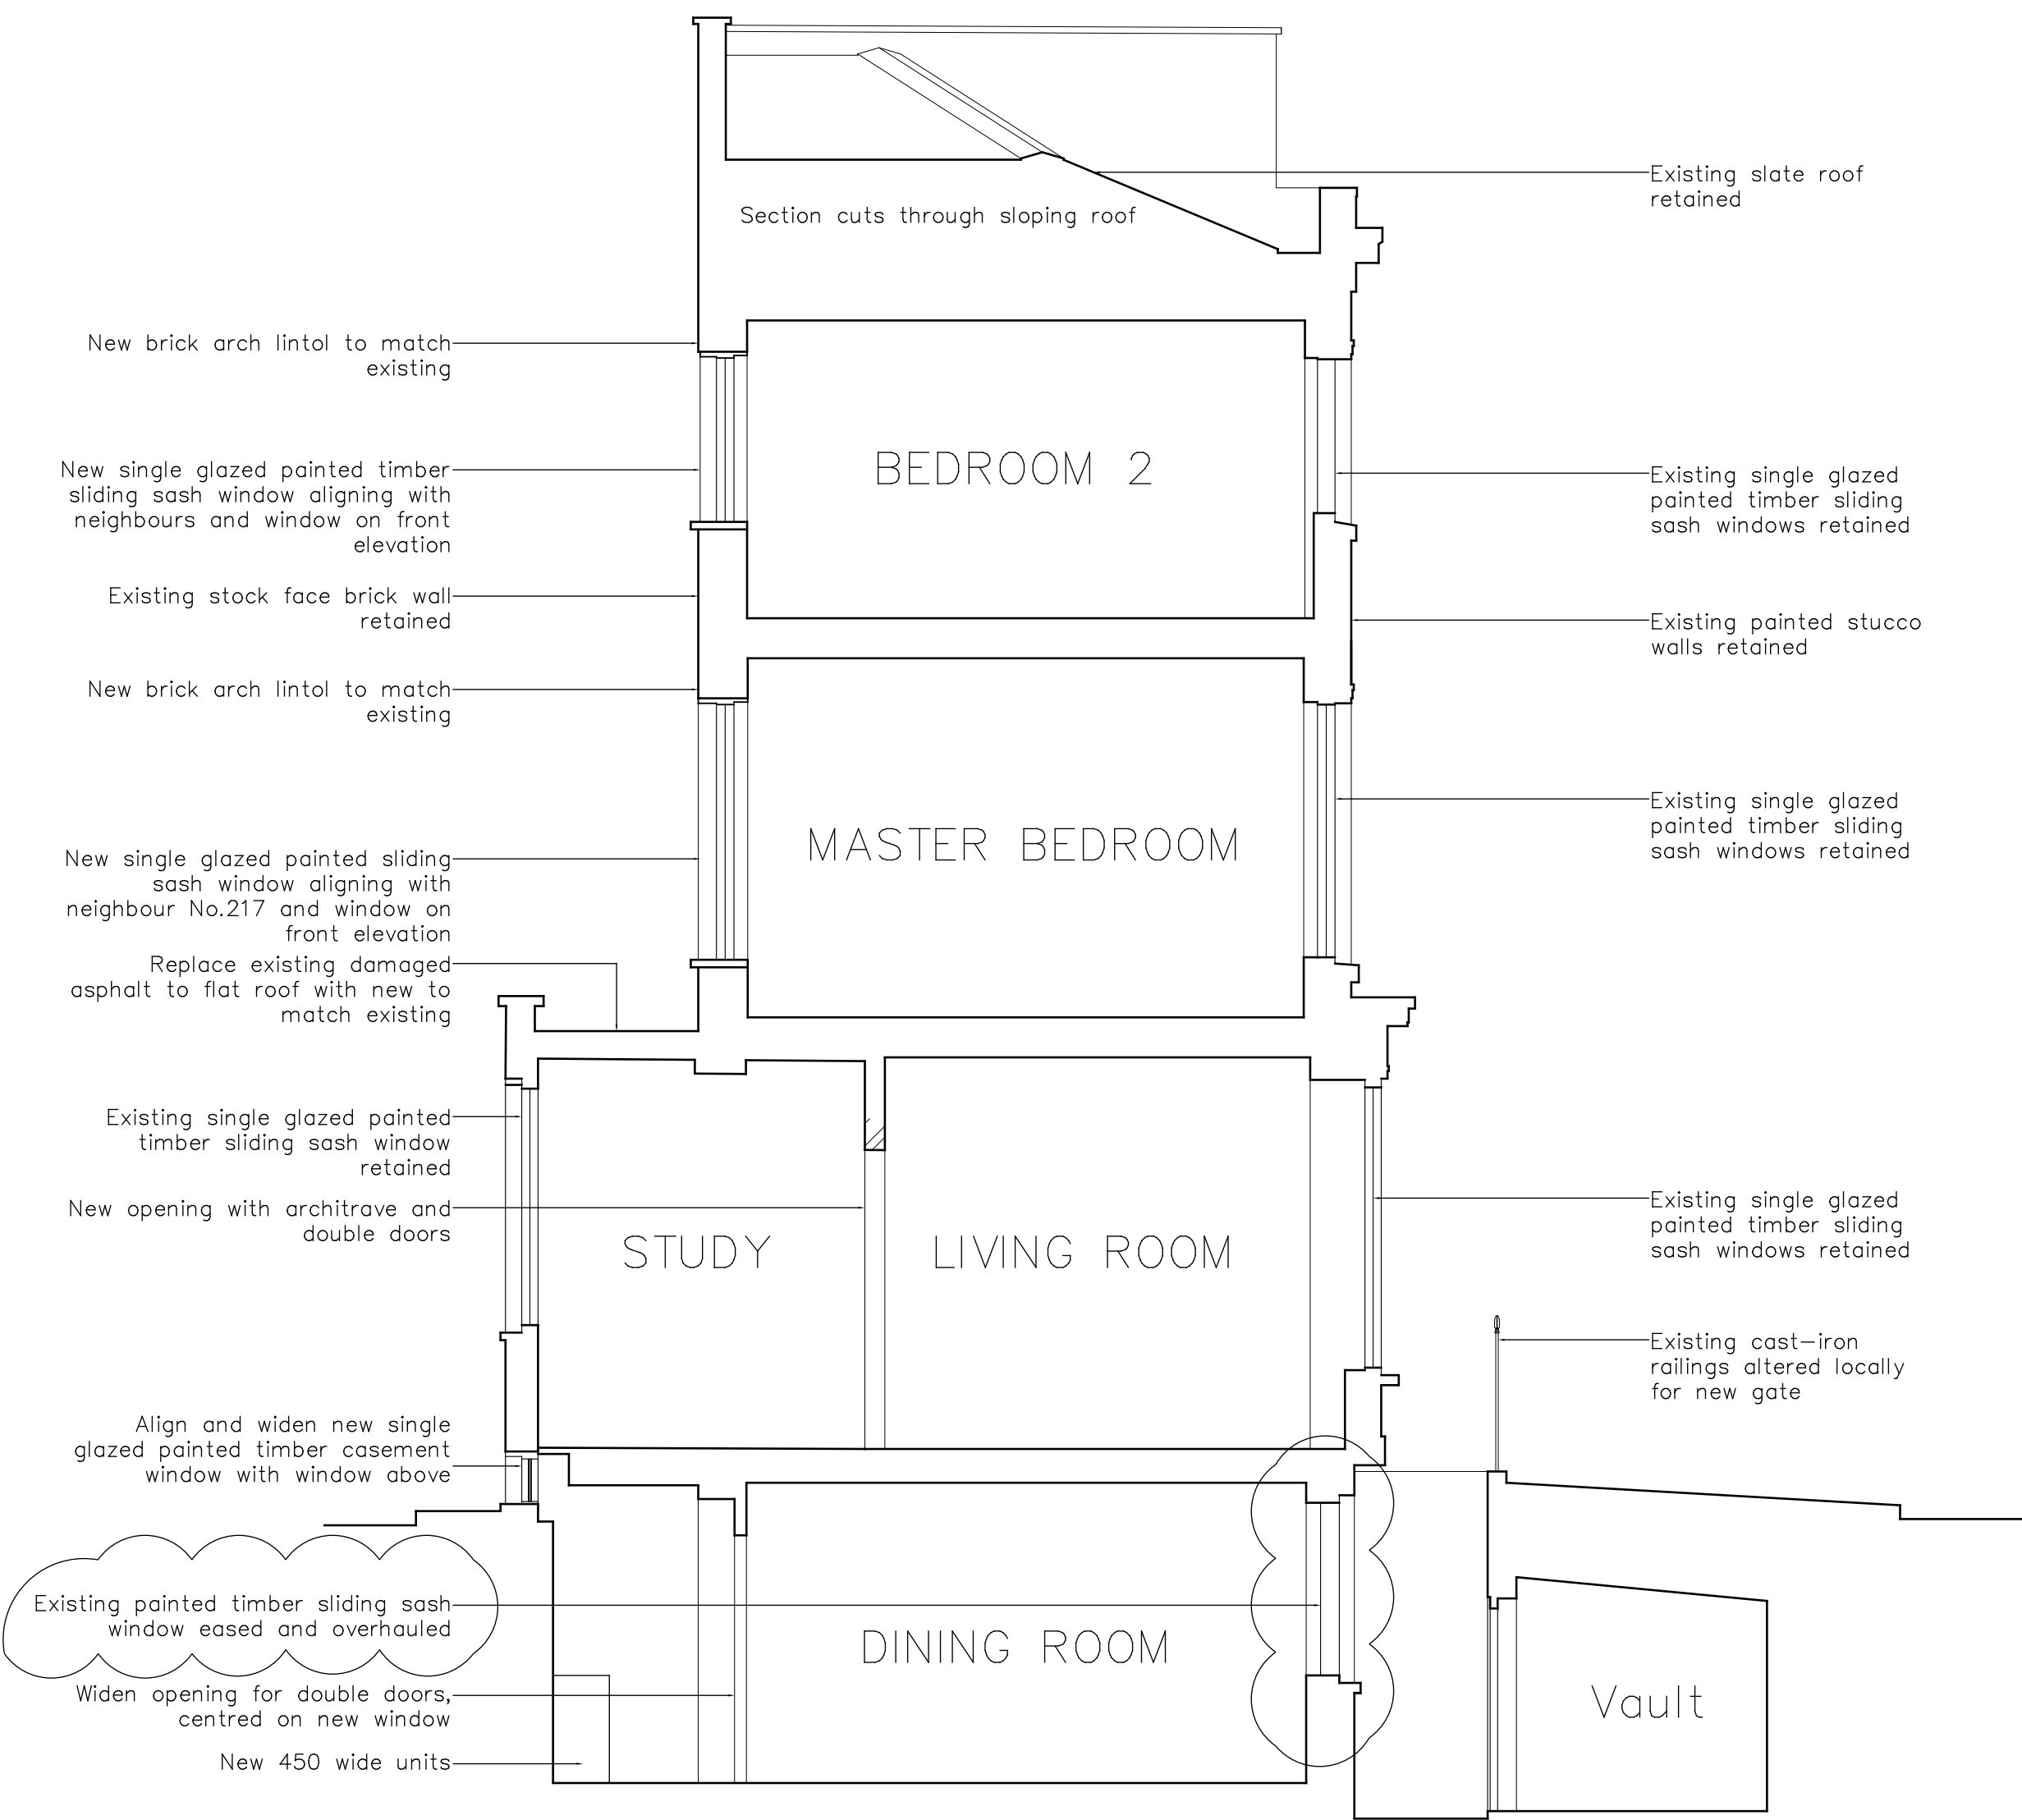 Existing slate roof
retained
Section cuts through sloping roof
New brick arch lintol to match
existing
New single glazed painted timber
sliding sash window aligning with
neighbours and window on front
elevation
BEDROOM 2
Existing single glazed
painted timber sliding
sash windows retained
Existing stock face brick wall
retained
Existing painted stucco
walls retained
New brick arch lintol to match
existing
MASTER BEDROOM
Existing single glazed
painted timber sliding
sash windows retained
New single glazed painted sliding
sash window aligning with
neighbour No.217 and window on
front elevation
Replace existing damaged
asphalt to flat roof with new to
match existing
Existing single glazed painted
timber sliding sash window
retained
New opening with architrave and
double doors
STUDY
LIVING ROOM
Existing single glazed
painted timber sliding
sash windows retained
Existing cast-iron
railings altered locally
for new gate
Align and widen new single
glazed painted timber casement
window with window above
Existing painted timber sliding sash
window eased and overhauled
DINING ROOM
Vault
Widen opening for double doors,
centred on new window
New 450 wide units